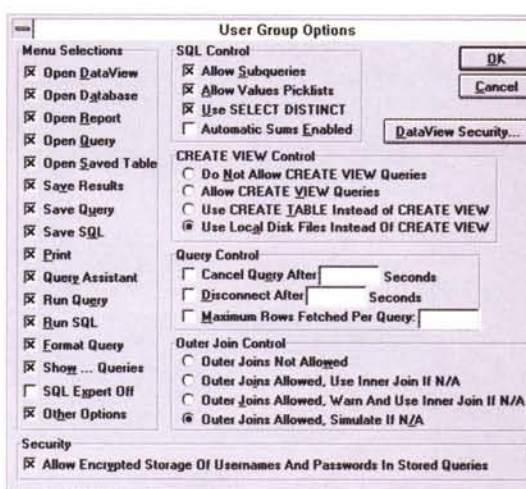 User Group Options
Menu Selections
Open DataView
Open Database
Open Report
Open Query
Open Saved Table
Save Results
Save Query
Save SQL
Print
Query Assistant
Run Query
Run SQL
Format Query
Show ... Queries
SQL Expert Off
Other Options
SQL Control
Allow Subqueries
Allow Values Picklists
Use SELECT DISTINCT
Automatic Sums Enabled
OK
Cancel
DataView Security...
CREATE VIEW Control
Do Not Allow CREATE VIEW Queries
Allow CREATE VIEW Queries
Use CREATE TABLE Instead of CREATE VIEW
Use Local Disk Files Instead Of CREATE VIEW
Query Control
Cancel Query After Seconds
Disconnect After Seconds
Maximum Rows Fetched Per Query:
Outer Join Control
Outer Joins Not Allowed
Outer Joins Allowed, Use Inner Join If N/A
Outer Joins Allowed, Warn And Use Inner Join If N/A
Outer Joins Allowed, Simulate If N/A
Security
Allow Encrypted Storage Of Usernames And Passwords In Stored Queries